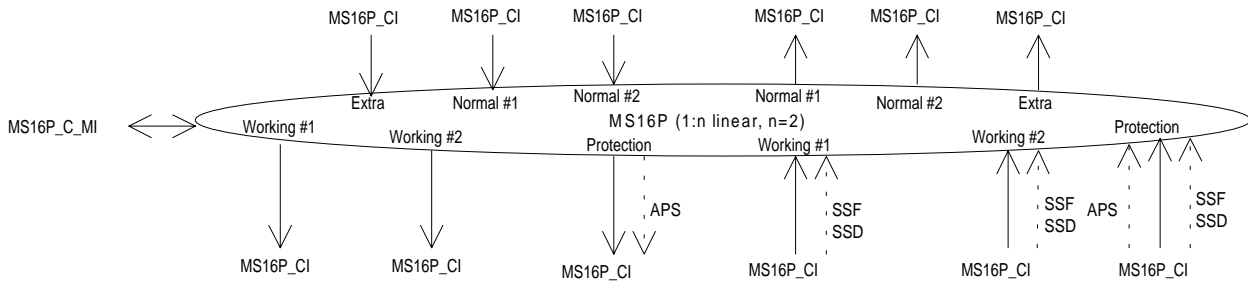 MS16P_CI MS16P_CI MS16P_CI MS16P_CI MS16P_CI MS16P_CI
Extra Normal #1 Normal #2 Normal #1 Normal #2 Extra
MS16P_C_MI
MS16P (1:n linear, n=2)
Working #1 Working #2 Protection Working #1 Working #2 Protection
APS SSF SSF APS SSF
SSD SSD SSD
MS16P_CI MS16P_CI MS16P_CI MS16P_CI MS16P_CI MS16P_CI